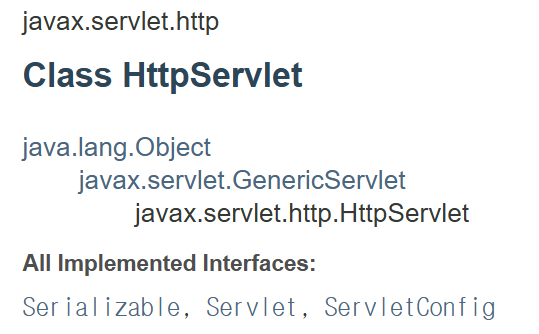 javax.servlet.http
Class HttpServlet
java.lang.Object
javax.servlet.GenericServlet
javax.servlet.http.HttpServlet
All Implemented Interfaces:
Serializable, Servlet, ServletConfig